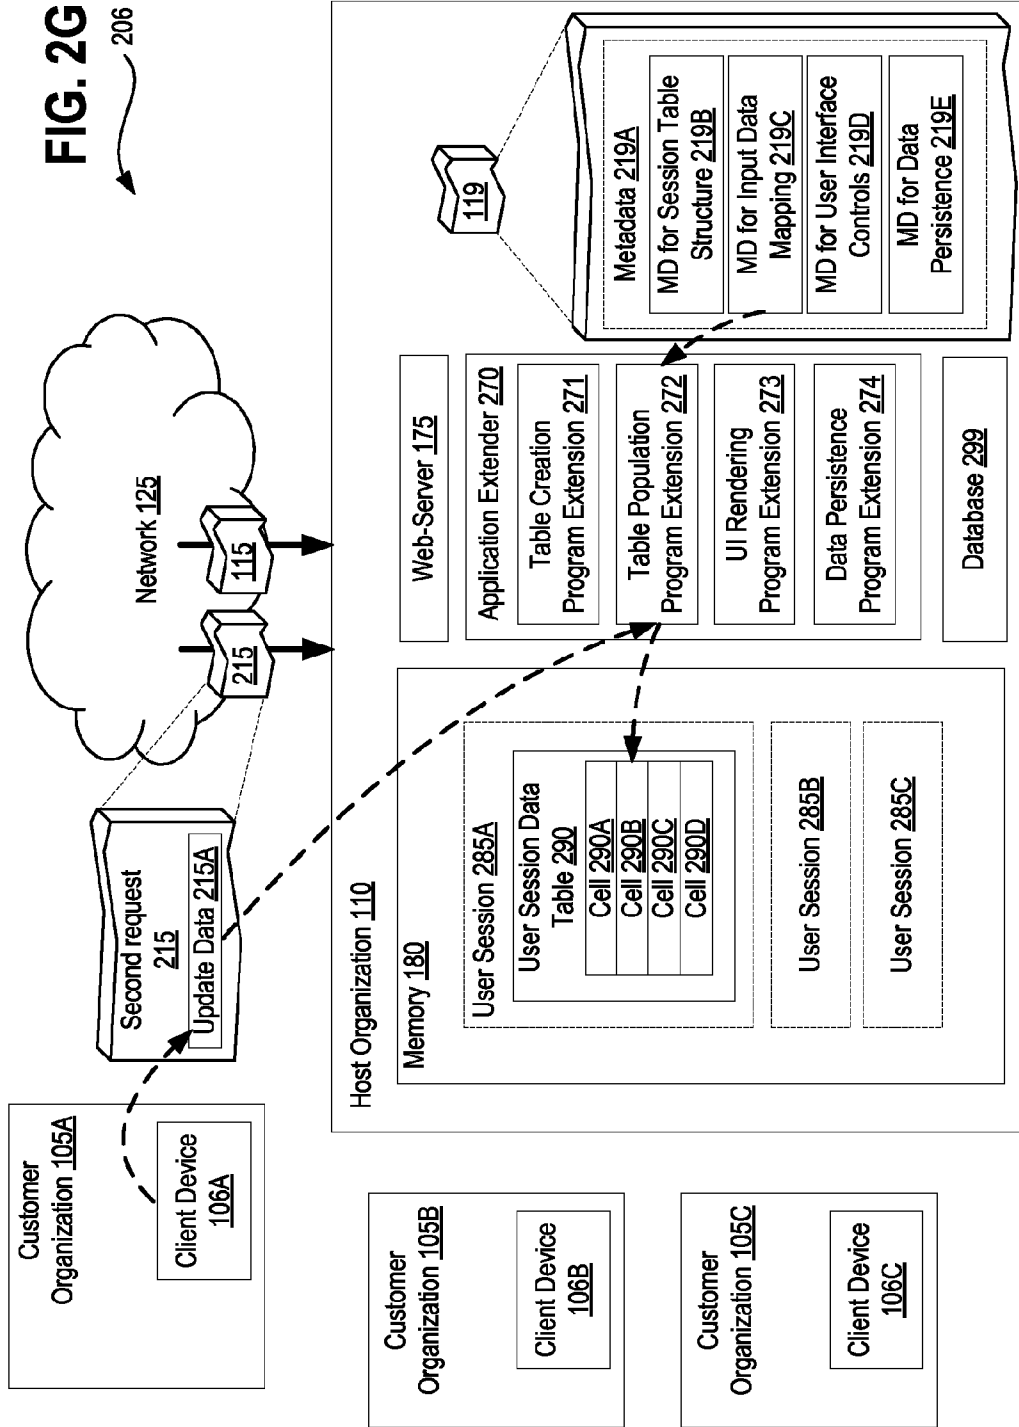 FIG. 2G
206
Network 125
215
115
Second request
215
Update Data 215A
Customer
Organization 105A
Client Device
106A
Customer
Organization 105B
Client Device
106B
Customer
Organization 105C
Client Device
106C
Host Organization 110
Memory 180
User Session 285A
User Session Data
Table 290
Cell 290A
Cell 290B
Cell 290C
Cell 290D
User Session 285B
User Session 285C
Web-Server 175
Application Extender 270
Table Creation
Program Extension 271
Table Population
Program Extension 272
UI Rendering
Program Extension 273
Data Persistence
Program Extension 274
Database 299
119
Metadata 219A
MD for Session Table
Structure 219B
MD for Input Data
Mapping 219C
MD for User Interface
Controls 219D
MD for Data
Persistence 219E